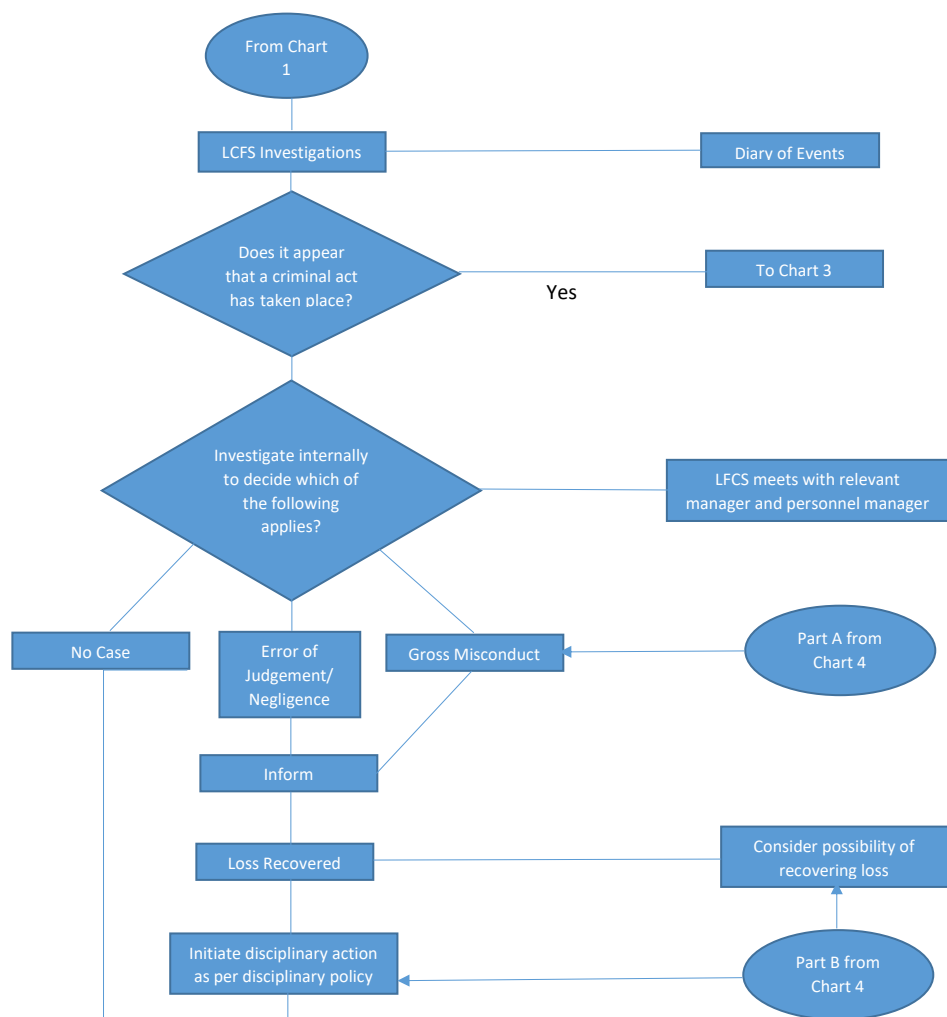 From Chart
1
LCFS Investigations
Diary of Events
Does it appear
that a criminal act
has taken place?
To Chart 3
Yes
Investigate internally
to decide which of
the following
applies?
LFCS meets with relevant
manager and personnel manager
No Case
Error of
Judgement/
Negligence
Gross Misconduct
Part A from
Chart 4
Inform
Loss Recovered
Consider possibility of
recovering loss
Initiate disciplinary action
as per disciplinary policy
Part B from
Chart 4